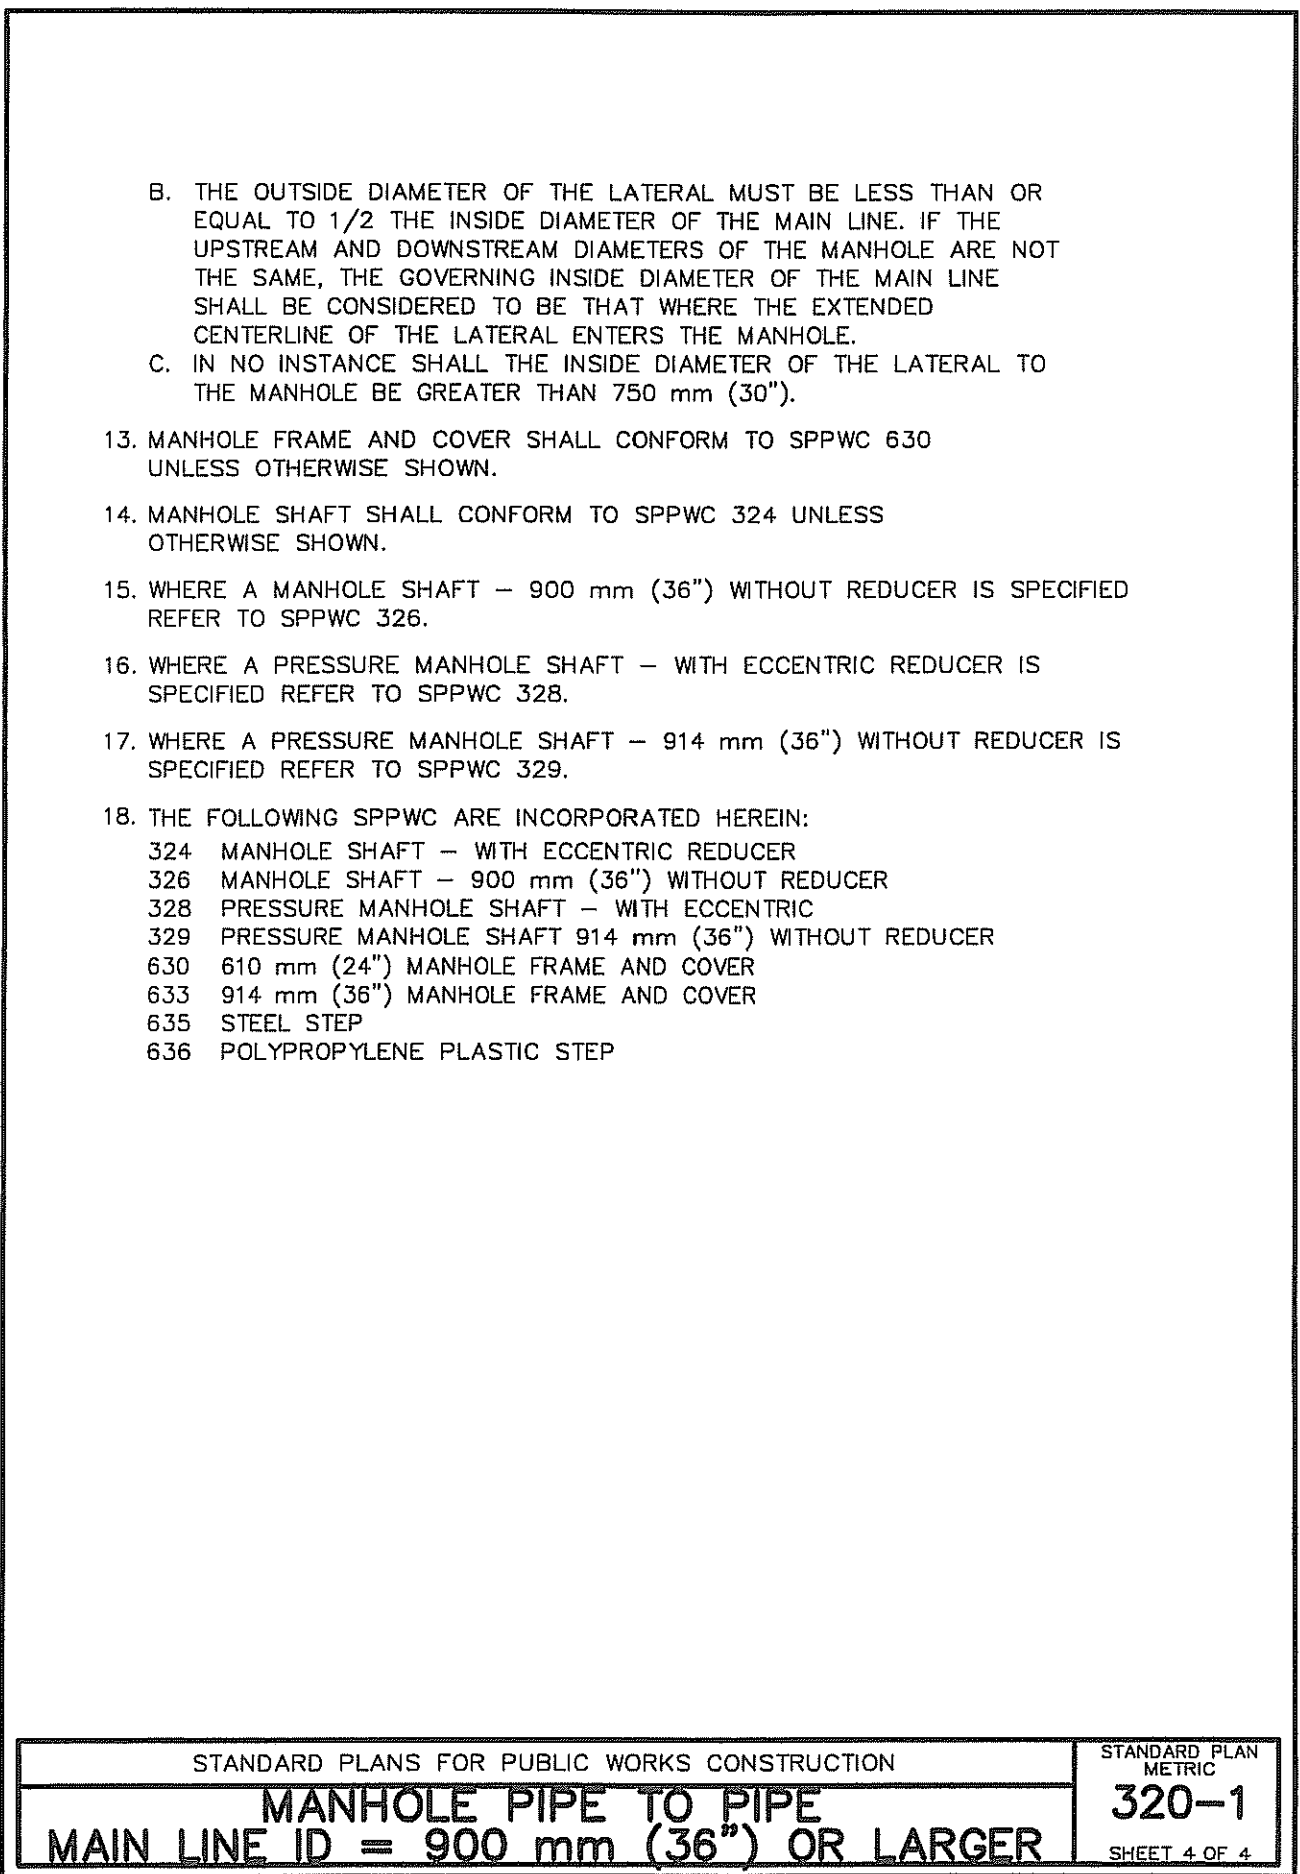 B. THE OUTSIDE DIAMETER OF THE LATERAL MUST BE LESS THAN OR
EQUAL TO 1/2 THE INSIDE DIAMETER OF THE MAIN LINE. IF THE
UPSTREAM AND DOWNSTREAM DIAMETERS OF THE MANHOLE ARE NOT
THE SAME, THE GOVERNING INSIDE DIAMETER OF THE MAIN LINE
SHALL BE CONSIDERED TO BE THAT WHERE THE EXTENDED
CENTERLINE OF THE LATERAL ENTERS THE MANHOLE.
C. IN NO INSTANCE SHALL THE INSIDE DIAMETER OF THE LATERAL TO
THE MANHOLE BE GREATER THAN 750 mm (30").
13. MANHOLE FRAME AND COVER SHALL CONFORM TO SPPWC 630
UNLESS OTHERWISE SHOWN.
14. MANHOLE SHAFT SHALL CONFORM TO SPPWC 324 UNLESS
OTHERWISE SHOWN.
15. WHERE A MANHOLE SHAFT – 900 mm (36") WITHOUT REDUCER IS SPECIFIED
REFER TO SPPWC 326.
16. WHERE A PRESSURE MANHOLE SHAFT – WITH ECCENTRIC REDUCER IS
SPECIFIED REFER TO SPPWC 328.
17. WHERE A PRESSURE MANHOLE SHAFT – 914 mm (36") WITHOUT REDUCER IS
SPECIFIED REFER TO SPPWC 329.
18. THE FOLLOWING SPPWC ARE INCORPORATED HEREIN:
324 MANHOLE SHAFT – WITH ECCENTRIC REDUCER
326 MANHOLE SHAFT – 900 mm (36") WITHOUT REDUCER
328 PRESSURE MANHOLE SHAFT – WITH ECCENTRIC
329 PRESSURE MANHOLE SHAFT 914 mm (36") WITHOUT REDUCER
630 610 mm (24") MANHOLE FRAME AND COVER
633 914 mm (36") MANHOLE FRAME AND COVER
635 STEEL STEP
636 POLYPROPYLENE PLASTIC STEP
STANDARD PLANS FOR PUBLIC WORKS CONSTRUCTION
MANHOLE PIPE TO PIPE
MAIN LINE ID = 900 mm (36") OR LARGER
STANDARD PLAN
METRIC
320-1
SHEET 4 OF 4